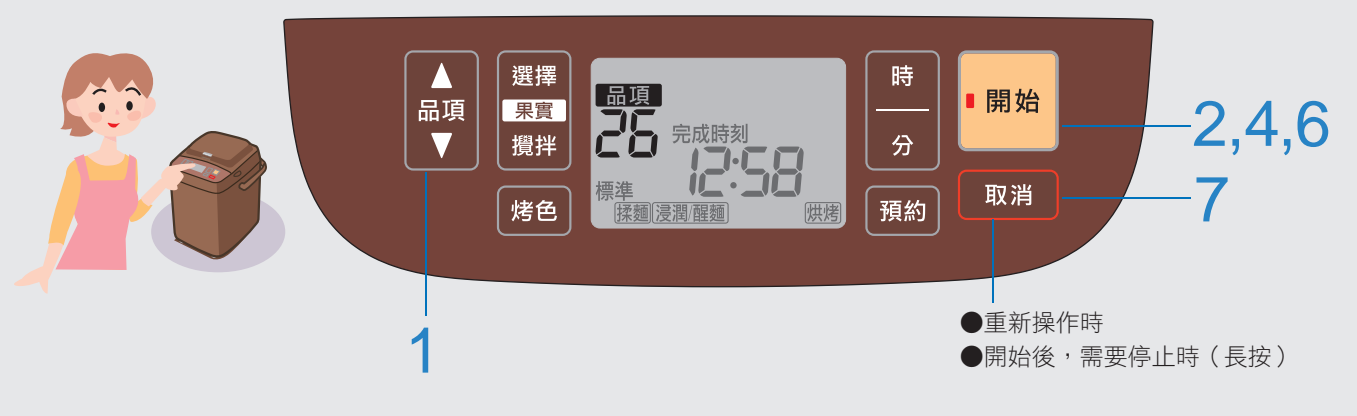 ▲
品項
▼
選擇
果實
攪拌
烤色
品項
26
完成時刻
12:58
標準
揉麵 浸潤/醒麵 烘烤
時
分
預約
開始
取消
2,4,6
7
1
●重新操作時
●開始後，需要停止時（長按）